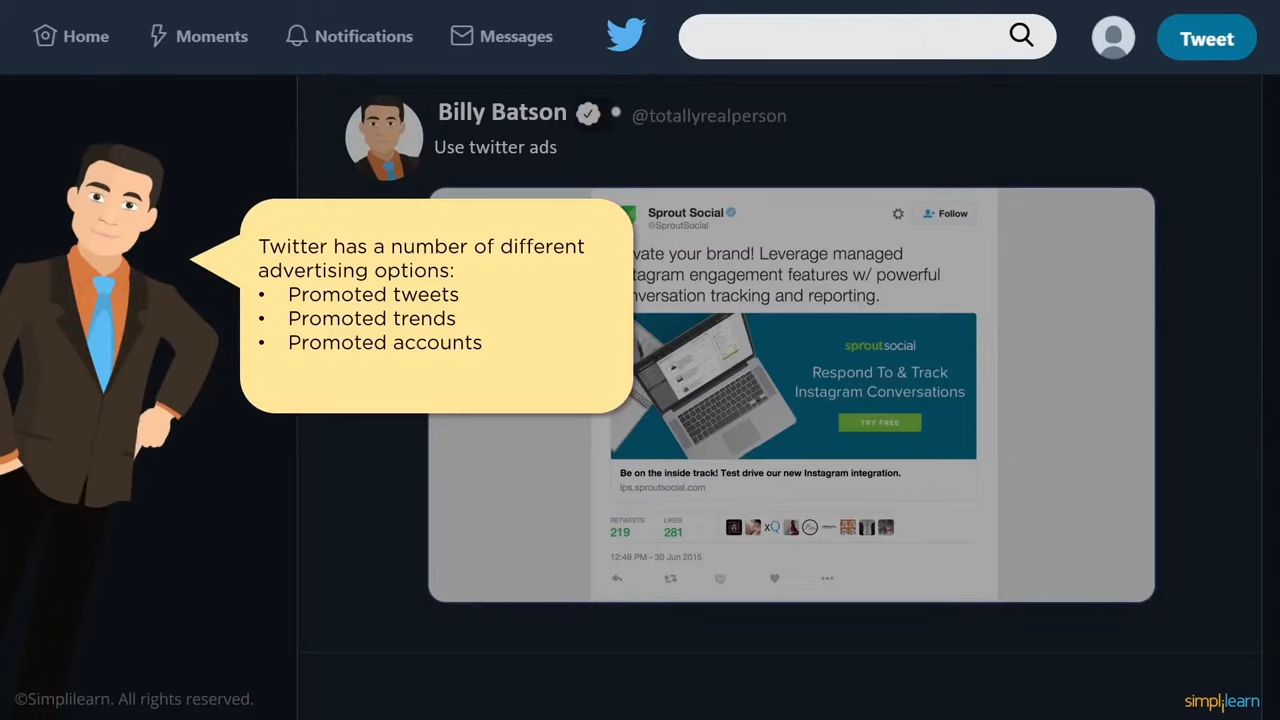 Home
Moments
Notifications
Messages
Tweet
Billy Batson
@totallyrealperson
Use twitter ads
Twitter has a number of different
advertising options:
• Promoted tweets
• Promoted trends
• Promoted accounts
Sprout Social
@SproutSocial
Follow
vate your brand! Leverage managed
tagram engagement features w/ powerful
nversation tracking and reporting.
sproutsocial
Respond To & Track
Instagram Conversations
TRY FREE
Be on the inside track! Test drive our new Instagram integration.
lps.sproutsocial.com
RETWEETS
LIKES
219
281
12:49 PM - 30 Jun 2015
©Simplilearn. All rights reserved.
simplilearn